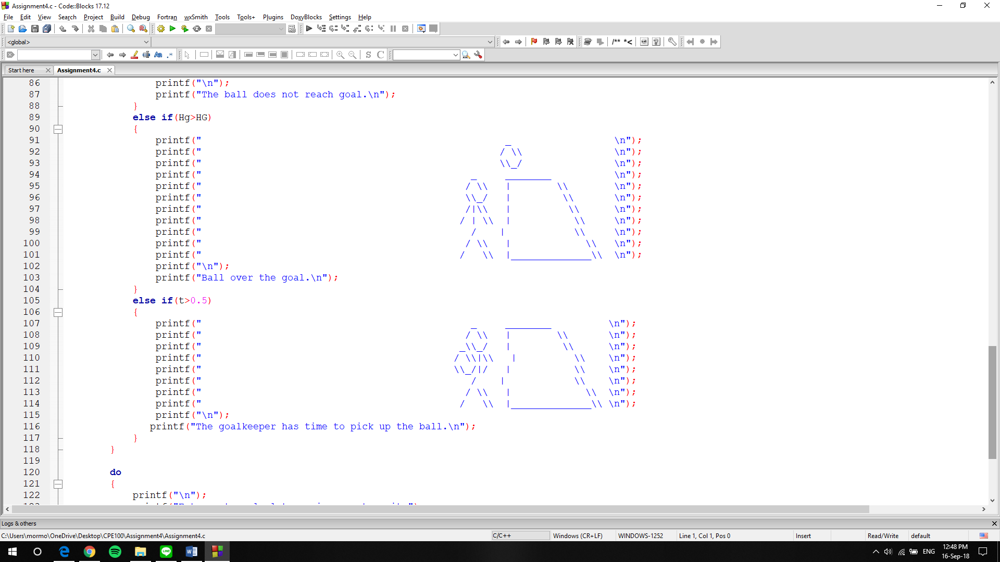 Assignment4.c - Code::Blocks 17.12
File Edit View Search Project Build Debug Fortran wxSmith Tools Tools+ Plugins DoxyBlocks Settings Help
<global>
/** *<
Aa .*
S C
Start here Assignment4.c
86 printf("\n");
87 printf("The ball does not reach goal.\n");
88 }
89 else if(Hg>HG)
90 {
91 printf("                                                     _                  \n");
92 printf("                                                    / \\                \n");
93 printf("                                                    \\_/                \n");
94 printf("                                               _     ________           \n");
95 printf("                                              / \\   |        \\        \n");
96 printf("                                              \\_/   |         \\       \n");
97 printf("                                              /|\\   |          \\      \n");
98 printf("                                             / | \\  |           \\     \n");
99 printf("                                               /    |            \\     \n");
100 printf("                                              / \\   |             \\   \n");
101 printf("                                             /   \\  |______________\\  \n");
102 printf("\n");
103 printf("Ball over the goal.\n");
104 }
105 else if(t>0.5)
106 {
107 printf("                                               _     ________          \n");
108 printf("                                              / \\   |        \\       \n");
109 printf("                                             _\\_/   |         \\      \n");
110 printf("                                            / \\|\\   |          \\    \n");
111 printf("                                            \\_/|/   |           \\    \n");
112 printf("                                               /    |            \\    \n");
113 printf("                                              / \\   |             \\  \n");
114 printf("                                             /   \\  |______________\\ \n");
115 printf("\n");
116 printf("The goalkeeper has time to pick up the ball.\n");
117 }
118 }
119
120 do
121 {
122 printf("\n");
Logs & others
C:\Users\mormo\OneDrive\Desktop\CPE100\Assignment4\Assignment4.c C/C++ Windows (CR+LF) WINDOWS-1252 Line 1, Col 1, Pos 0 Insert Read/Write default
ENG 12:48 PM
16-Sep-18